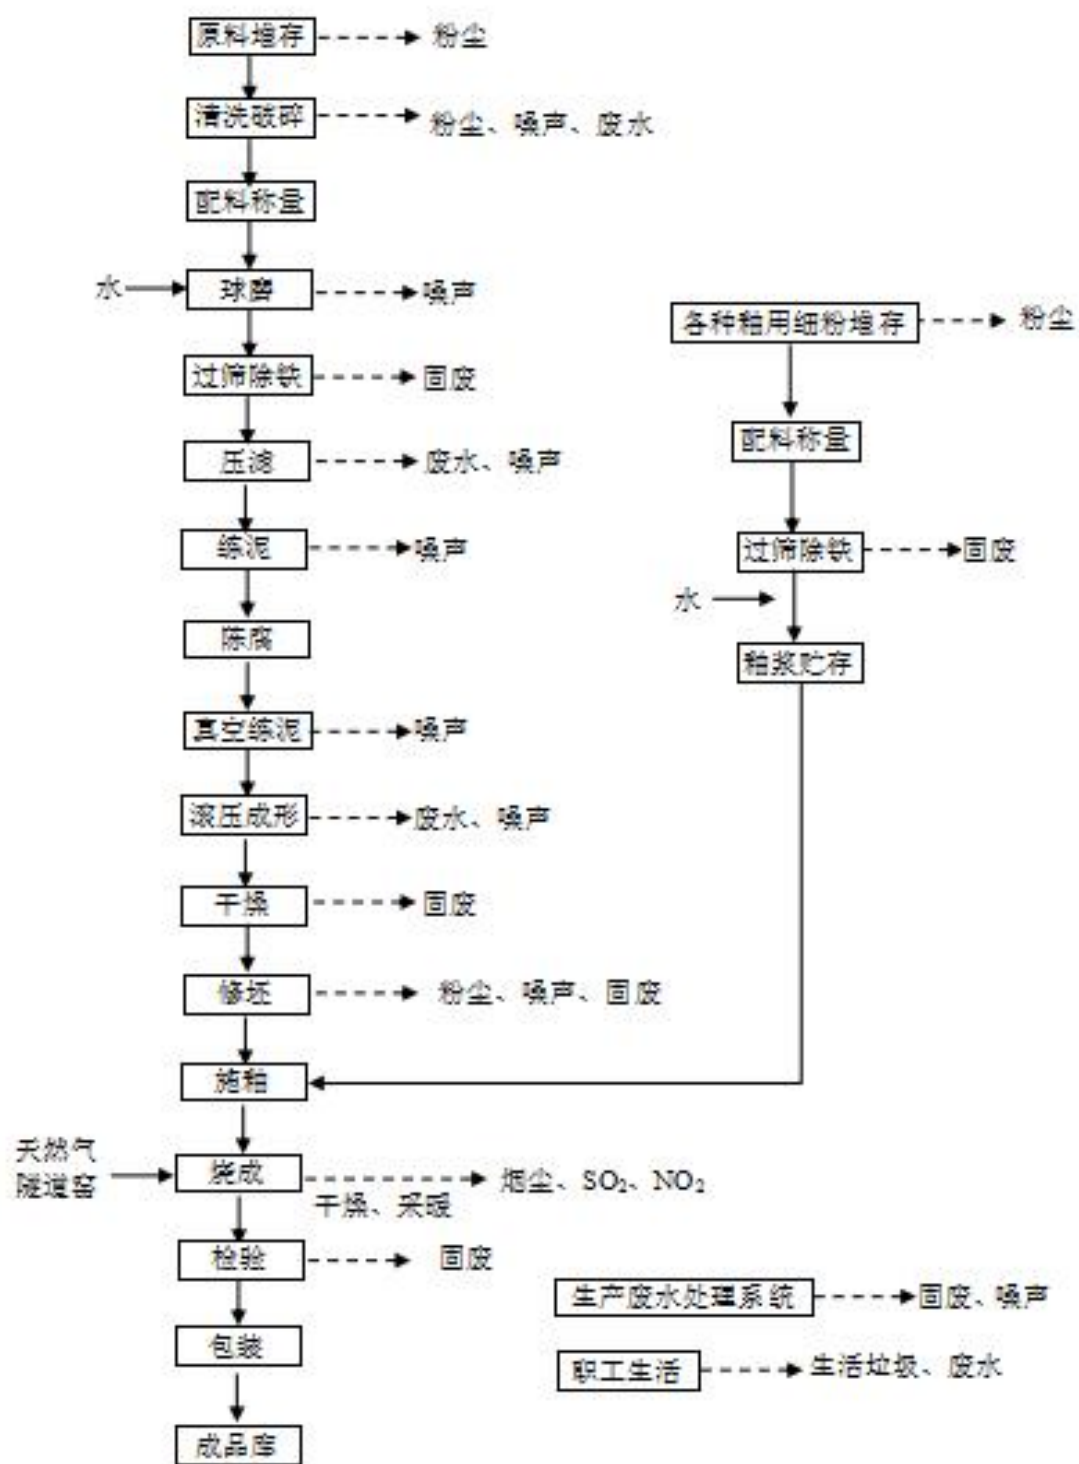 原料堆存
粉尘
清洗破碎
粉尘、噪声、废水
配料称量
水
球磨
噪声
各种釉用细粉堆存
粉尘
过筛除铁
固废
配料称量
压滤
废水、噪声
练泥
噪声
过筛除铁
固废
水
陈腐
釉浆贮存
真空练泥
噪声
滚压成形
废水、噪声
干燥
固废
修坯
粉尘、噪声、固废
施釉
天然气
隧道窑
烧成
烟尘、SO₂、NO₂
干燥、采暖
检验
固废
生产废水处理系统
固废、噪声
包装
职工生活
生活垃圾、废水
成品库